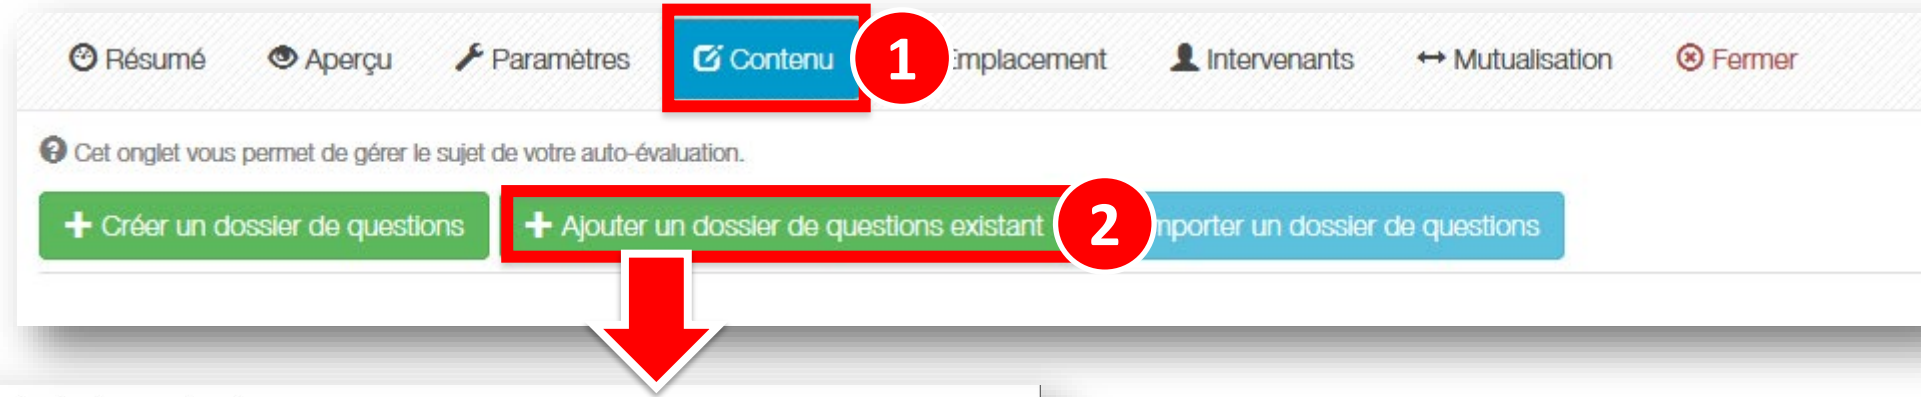 Résumé Aperçu Paramètres Contenu 1 mplacement Intervenants Mutualisation Fermer
Cet onglet vous permet de gérer le sujet de votre auto-évaluation.
+ Créer un dossier de questions + Ajouter un dossier de questions existant 2 mporter un dossier de questions